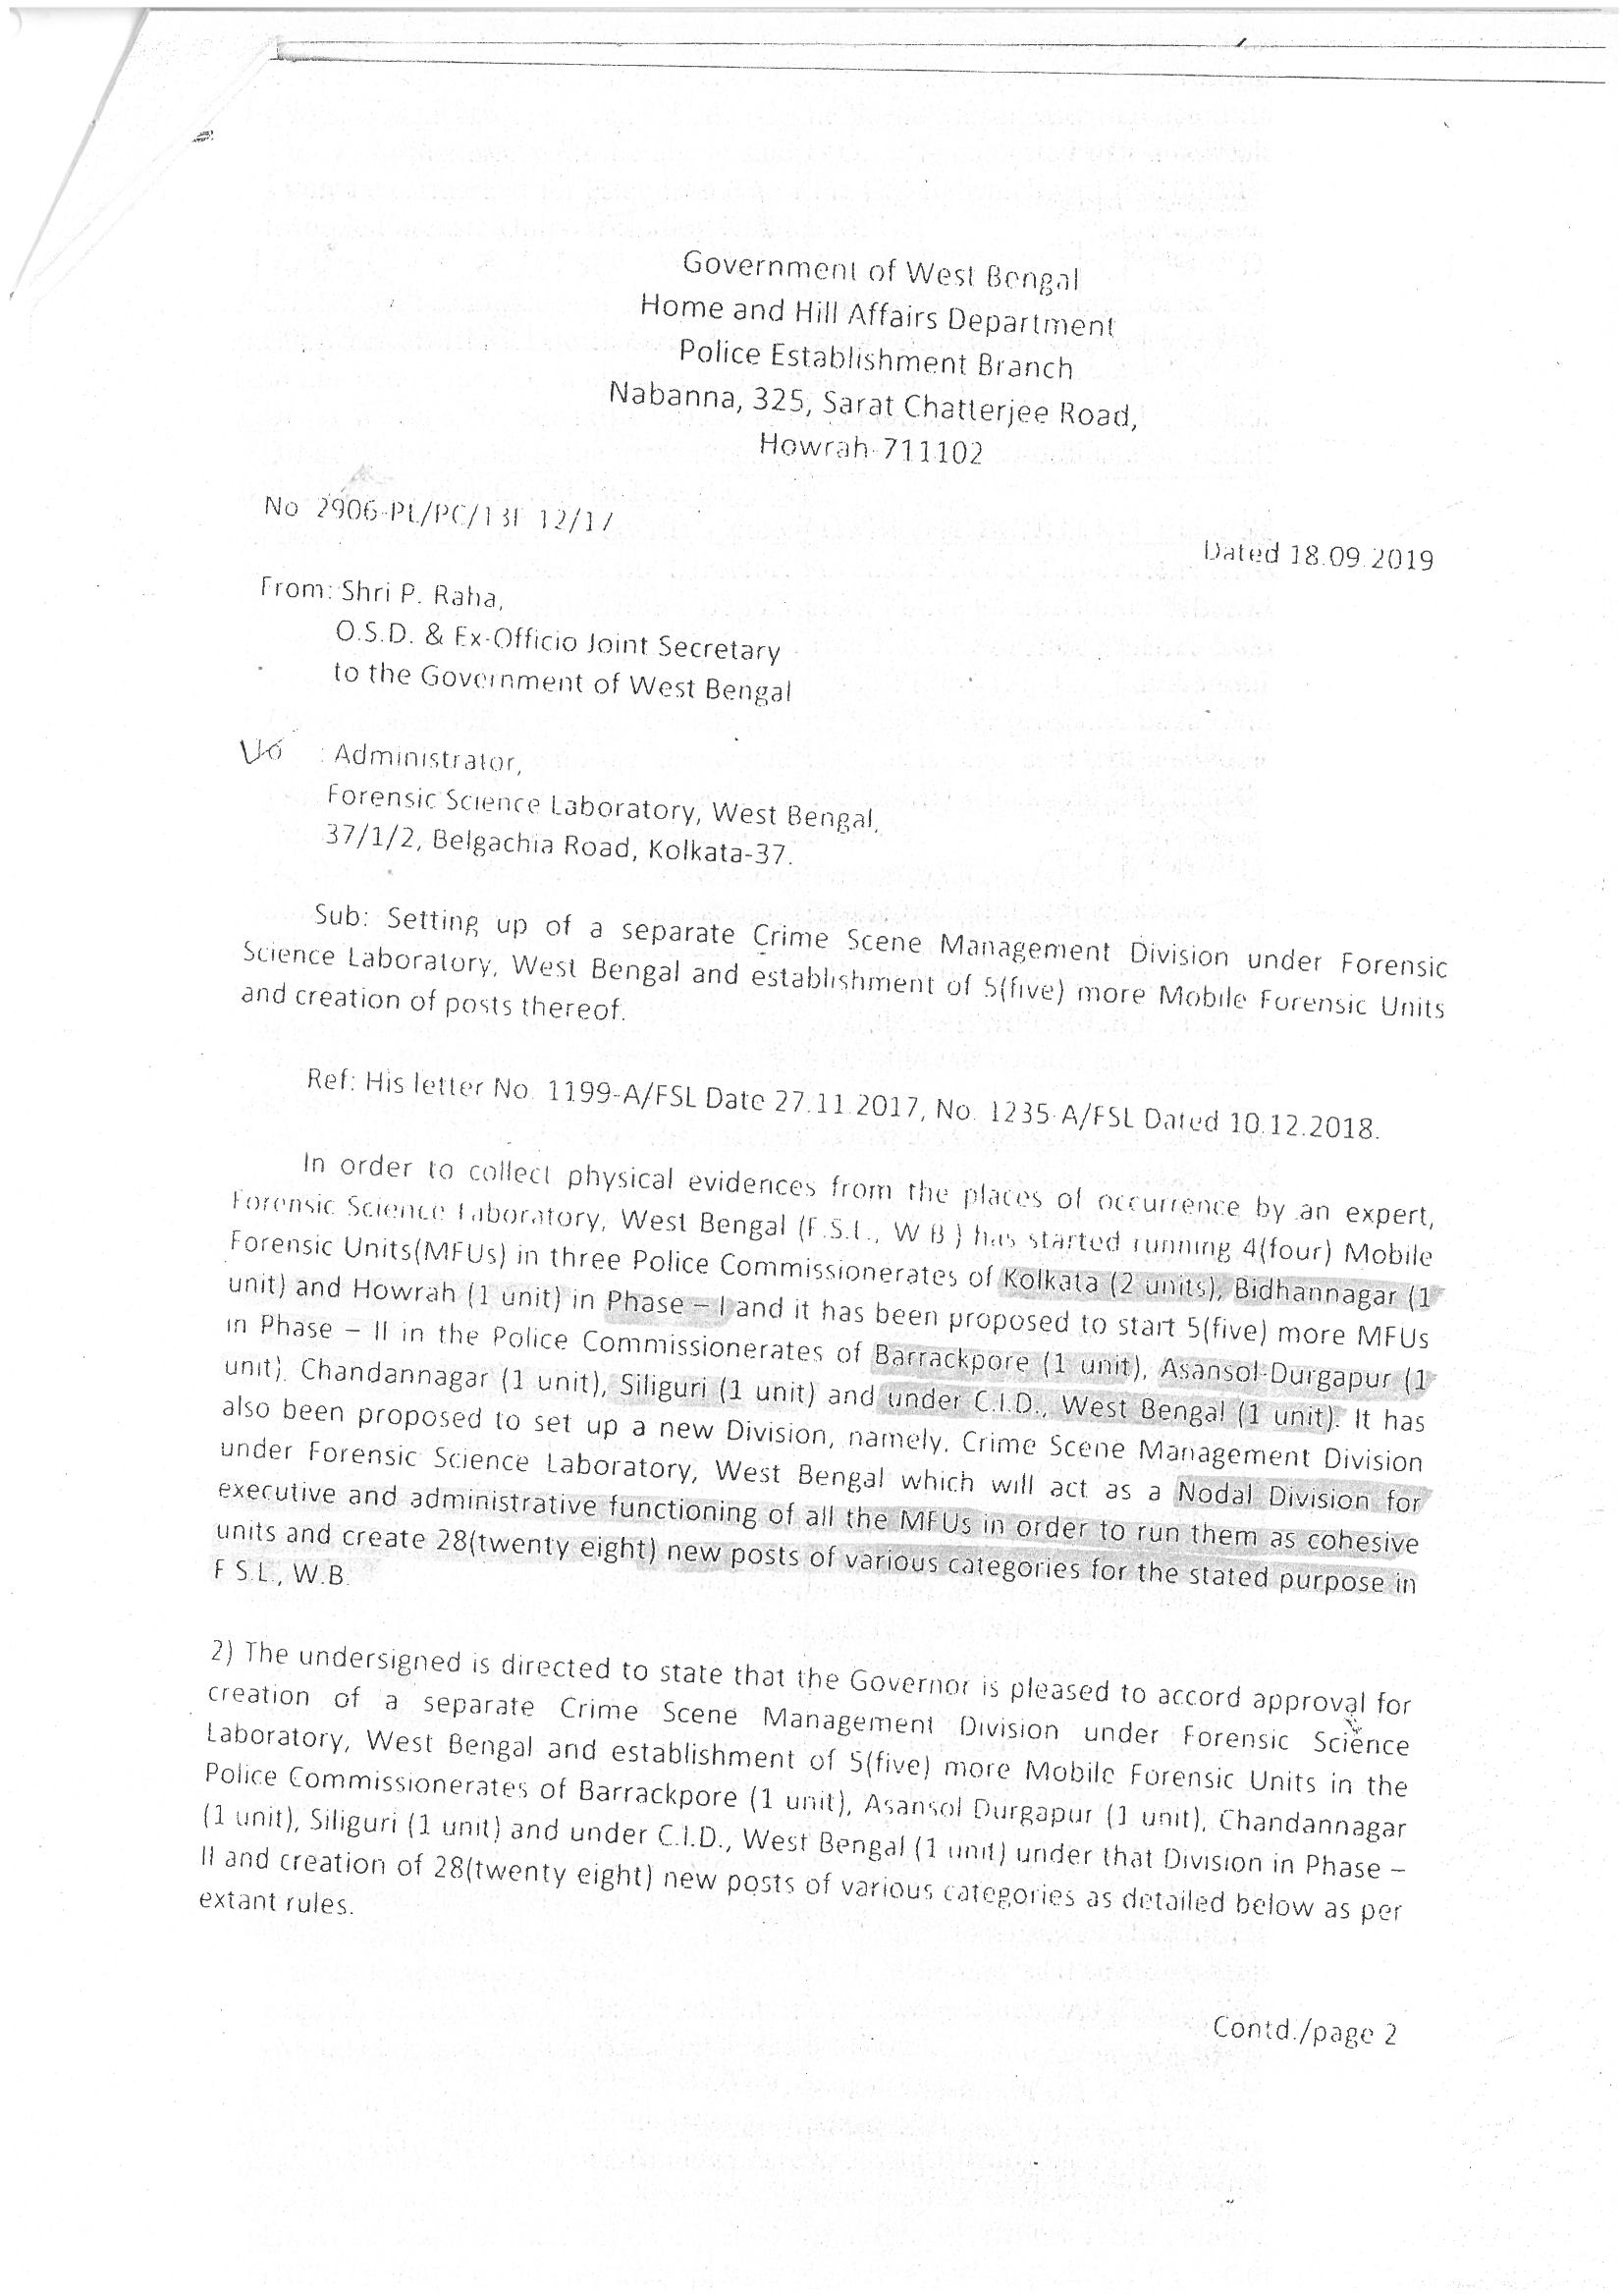 Government of West Bengal
Home and Hill Affairs Department
Police Establishment Branch
Nabanna, 325, Sarat Chatterjee Road,
Howrah-711102
No 2906-PL/PC/13F 12/17
Dated 18.09.2019
From: Shri P. Raha,
O.S.D. & Ex-Officio Joint Secretary
to the Government of West Bengal
: Administrator,
Forensic Science Laboratory, West Bengal,
37/1/2, Belgachia Road, Kolkata-37.
Sub: Setting up of a separate Crime Scene Management Division under Forensic
Science Laboratory, West Bengal and establishment of 5(five) more Mobile Forensic Units
and creation of posts thereof.
Ref: His letter No. 1199-A/FSL Date 27.11.2017, No. 1235-A/FSL Dated 10.12.2018.
In order to collect physical evidences from the places of occurrence by an expert,
Forensic Science Laboratory, West Bengal (F.S.L., W.B.) has started running 4(four) Mobile
Forensic Units(MFUs) in three Police Commissionerates of Kolkata (2 units), Bidhannagar (1
unit) and Howrah (1 unit) in Phase – I and it has been proposed to start 5(five) more MFUs
in Phase – II in the Police Commissionerates of Barrackpore (1 unit), Asansol-Durgapur (1
unit), Chandannagar (1 unit), Siliguri (1 unit) and under C.I.D., West Bengal (1 unit). It has
also been proposed to set up a new Division, namely, Crime Scene Management Division
under Forensic Science Laboratory, West Bengal which will act as a Nodal Division for
executive and administrative functioning of all the MFUs in order to run them as cohesive
units and create 28(twenty eight) new posts of various categories for the stated purpose in
F.S.L., W.B.
2) The undersigned is directed to state that the Governor is pleased to accord approval for
creation of a separate Crime Scene Management Division under Forensic Science
Laboratory, West Bengal and establishment of 5(five) more Mobile Forensic Units in the
Police Commissionerates of Barrackpore (1 unit), Asansol Durgapur (1 unit), Chandannagar
(1 unit), Siliguri (1 unit) and under C.I.D., West Bengal (1 unit) under that Division in Phase –
II and creation of 28(twenty eight) new posts of various categories as detailed below as per
extant rules.
Contd./page 2